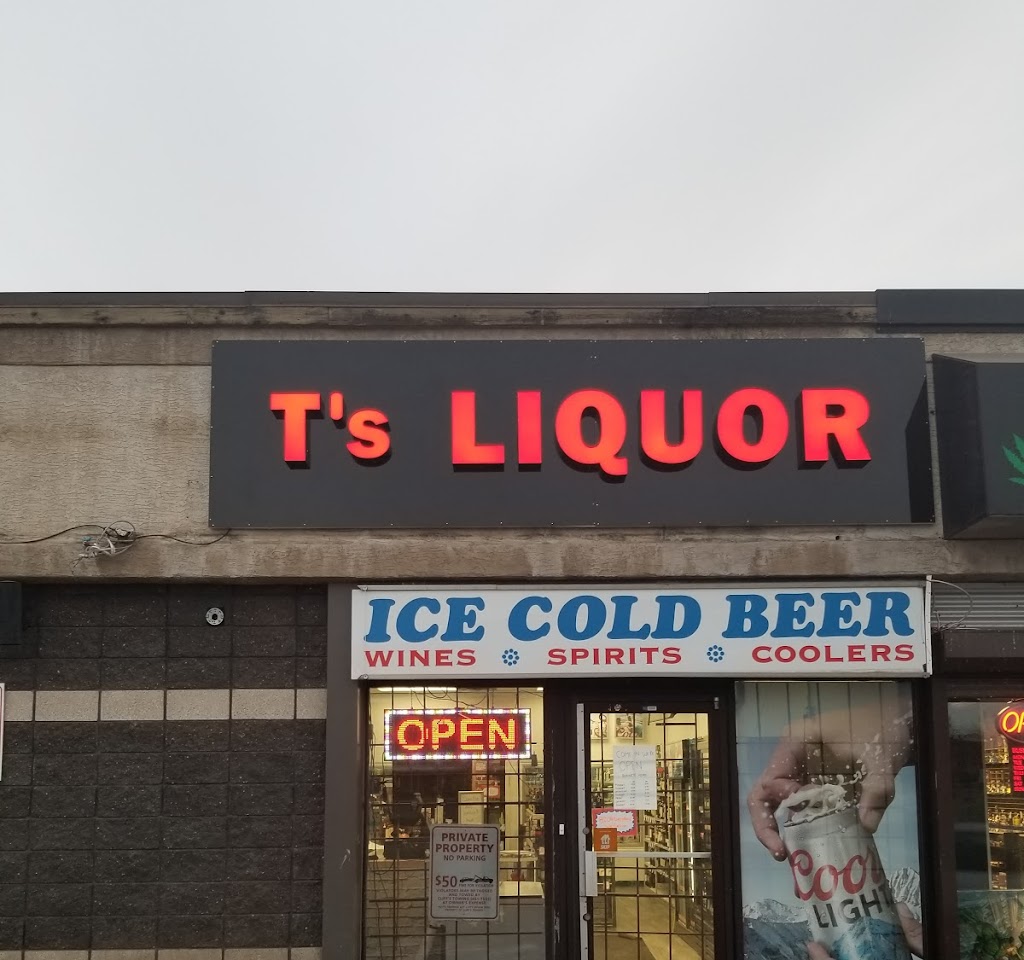 T's LIQUOR
ICE COLD BEER
WINES SPIRITS COOLERS
OPEN
PRIVATE
PROPERTY
NO PARKING
$50
Coors
LIGHT